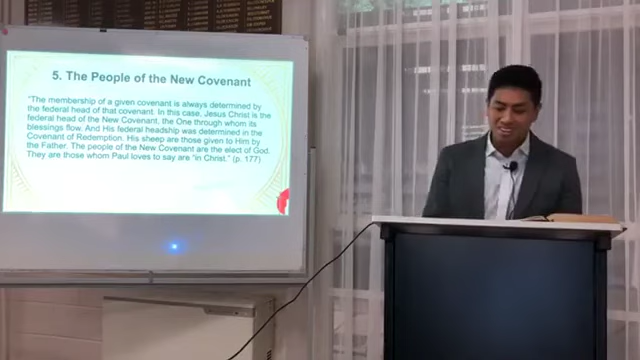 5. The People of the New Covenant
"The membership of a given covenant is always determined by
the federal head of that covenant. In this case, Jesus Christ is the
federal head of the New Covenant, the One through whom its
blessings flow. And His federal headship was determined in the
Covenant of Redemption. His sheep are those given to Him by
the Father. The people of the New Covenant are the elect of God.
They are those whom Paul loves to say are "in Christ." (p. 177)